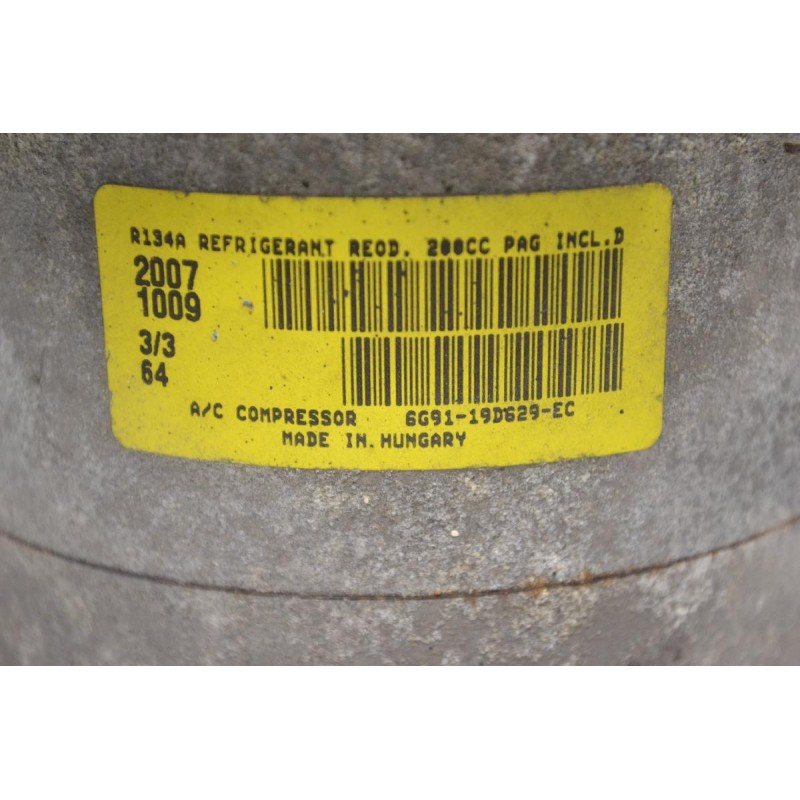 R134A REFRIGERANT REQD. 200CC PAG INCL.D
2007
1009
3/3
64
A/C COMPRESSOR 6G91-19D629-EC
MADE IN HUNGARY